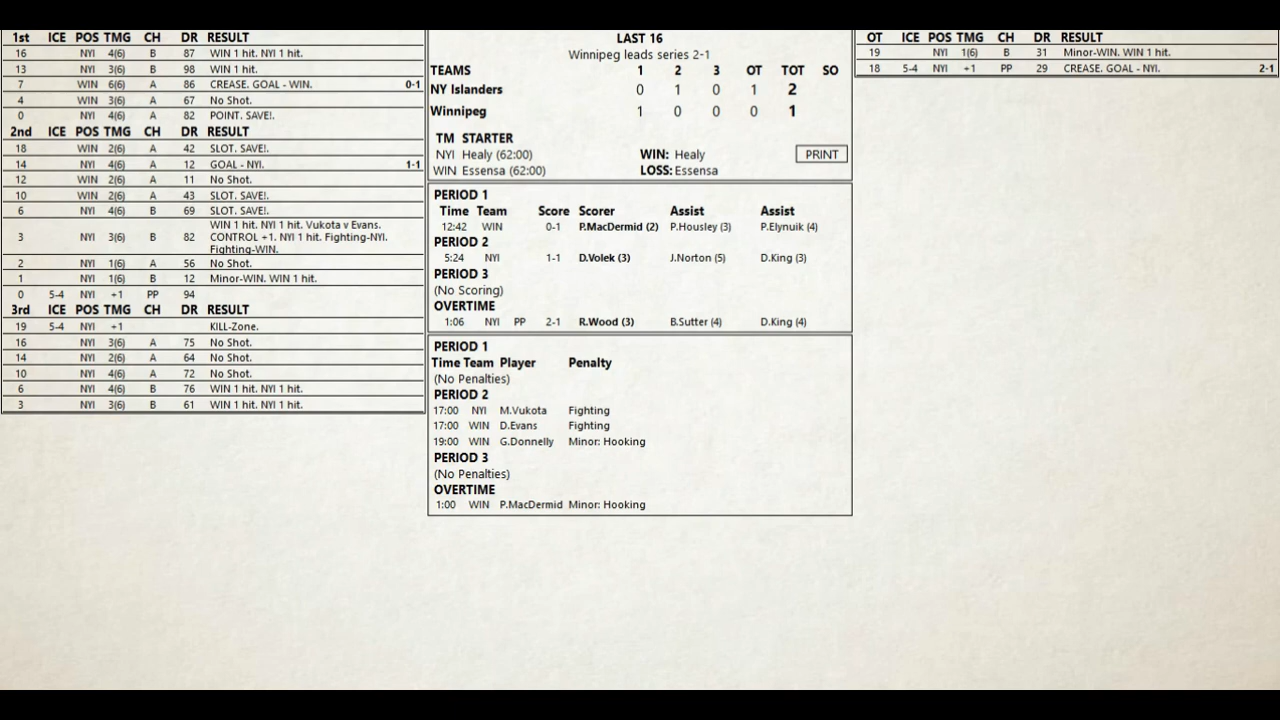 1st ICE POS TMG CH DR RESULT
16 NYI 4(6) B 87 WIN 1 hit. NYI 1 hit.
13 NYI 3(6) B 98 WIN 1 hit.
7 WIN 6(6) A 86 CREASE. GOAL - WIN. 0-1
4 WIN 3(6) A 67 No Shot.
0 NYI 4(6) A 82 POINT. SAVE!.
2nd ICE POS TMG CH DR RESULT
18 WIN 2(6) A 42 SLOT. SAVE!.
14 NYI 4(6) A 12 GOAL - NYI. 1-1
12 WIN 2(6) A 11 No Shot.
10 WIN 2(6) A 43 SLOT. SAVE!.
6 NYI 4(6) B 69 SLOT. SAVE!.
3 NYI 3(6) B 82 WIN 1 hit. NYI 1 hit. Vukota v Evans.
CONTROL +1. NYI 1 hit. Fighting-NYI.
Fighting-WIN.
2 NYI 1(6) A 56 No Shot.
1 NYI 1(6) B 12 Minor-WIN. WIN 1 hit.
0 5-4 NYI +1 PP 94
3rd ICE POS TMG CH DR RESULT
19 5-4 NYI +1 KILL-Zone.
16 NYI 3(6) A 75 No Shot.
14 NYI 2(6) A 64 No Shot.
10 NYI 4(6) A 72 No Shot.
6 NYI 4(6) B 76 WIN 1 hit. NYI 1 hit.
3 NYI 3(6) B 61 WIN 1 hit. NYI 1 hit.
LAST 16
Winnipeg leads series 2-1
TEAMS 1 2 3 OT TOT SO
NY Islanders 0 1 0 1 2
Winnipeg 1 0 0 0 1
TM STARTER
NYI Healy (62:00) WIN: Healy PRINT
WIN Essensa (62:00) LOSS: Essensa
PERIOD 1
Time Team Score Scorer Assist Assist
12:42 WIN 0-1 P.MacDermid (2) P.Housley (3) P.Elynuik (4)
PERIOD 2
5:24 NYI 1-1 D.Volek (3) J.Norton (5) D.King (3)
PERIOD 3
(No Scoring)
OVERTIME
1:06 NYI PP 2-1 R.Wood (3) B.Sutter (4) D.King (4)
PERIOD 1
Time Team Player Penalty
(No Penalties)
PERIOD 2
17:00 NYI M.Vukota Fighting
17:00 WIN D.Evans Fighting
19:00 WIN G.Donnelly Minor: Hooking
PERIOD 3
(No Penalties)
OVERTIME
1:00 WIN P.MacDermid Minor: Hooking
OT ICE POS TMG CH DR RESULT
19 NYI 1(6) B 31 Minor-WIN. WIN 1 hit.
18 5-4 NYI +1 PP 29 CREASE. GOAL - NYI. 2-1